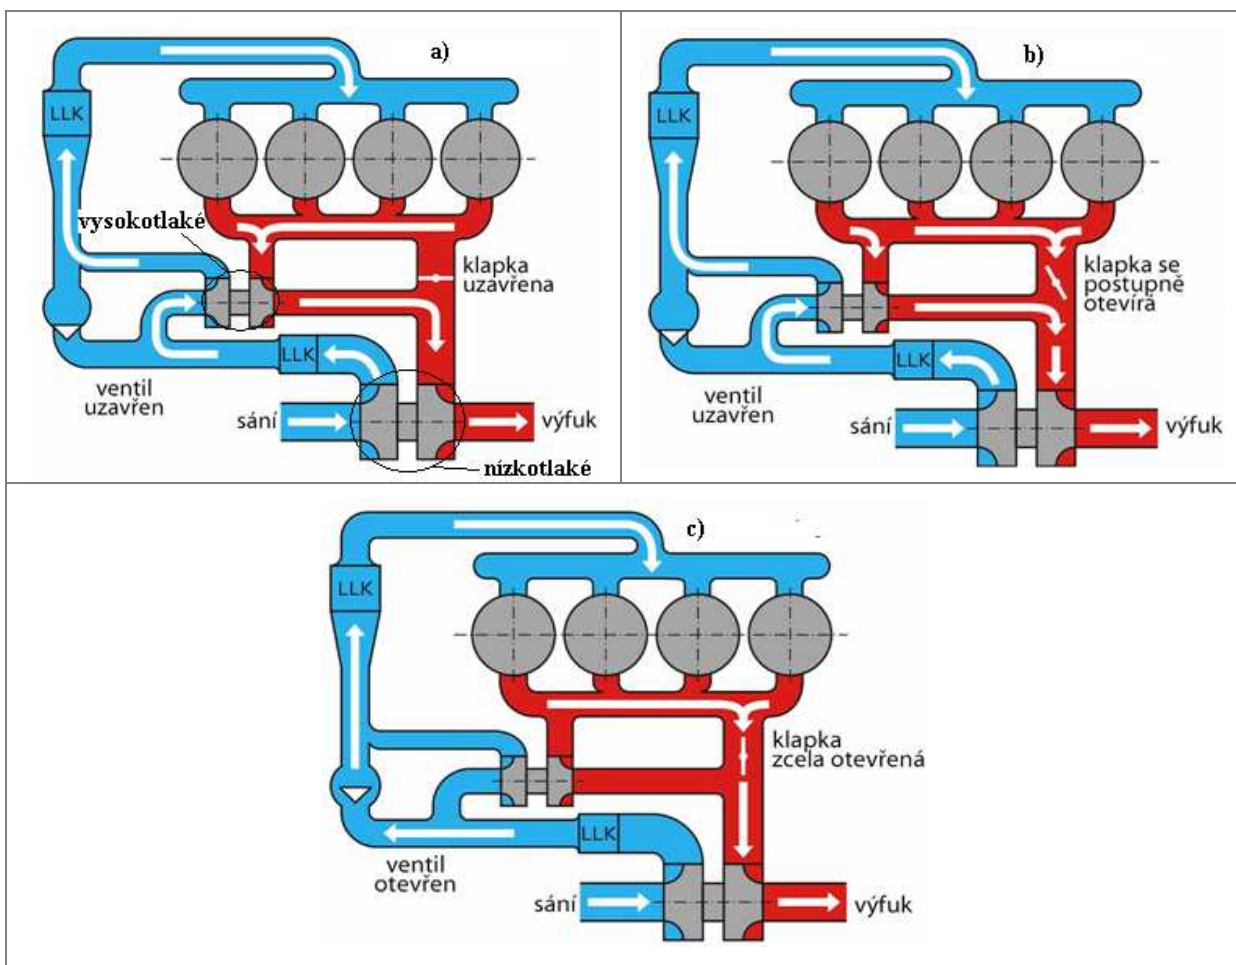 a)
LLK
vysokotlaké
klapka
uzavřena
LLK
ventil
uzavřen
sání
výfuk
nízkotlaké
b)
LLK
klapka se
postupně
otevírá
LLK
ventil
uzavřen
sání
výfuk
c)
LLK
klapka
zcela otevřená
LLK
ventil
otevřen
sání
výfuk